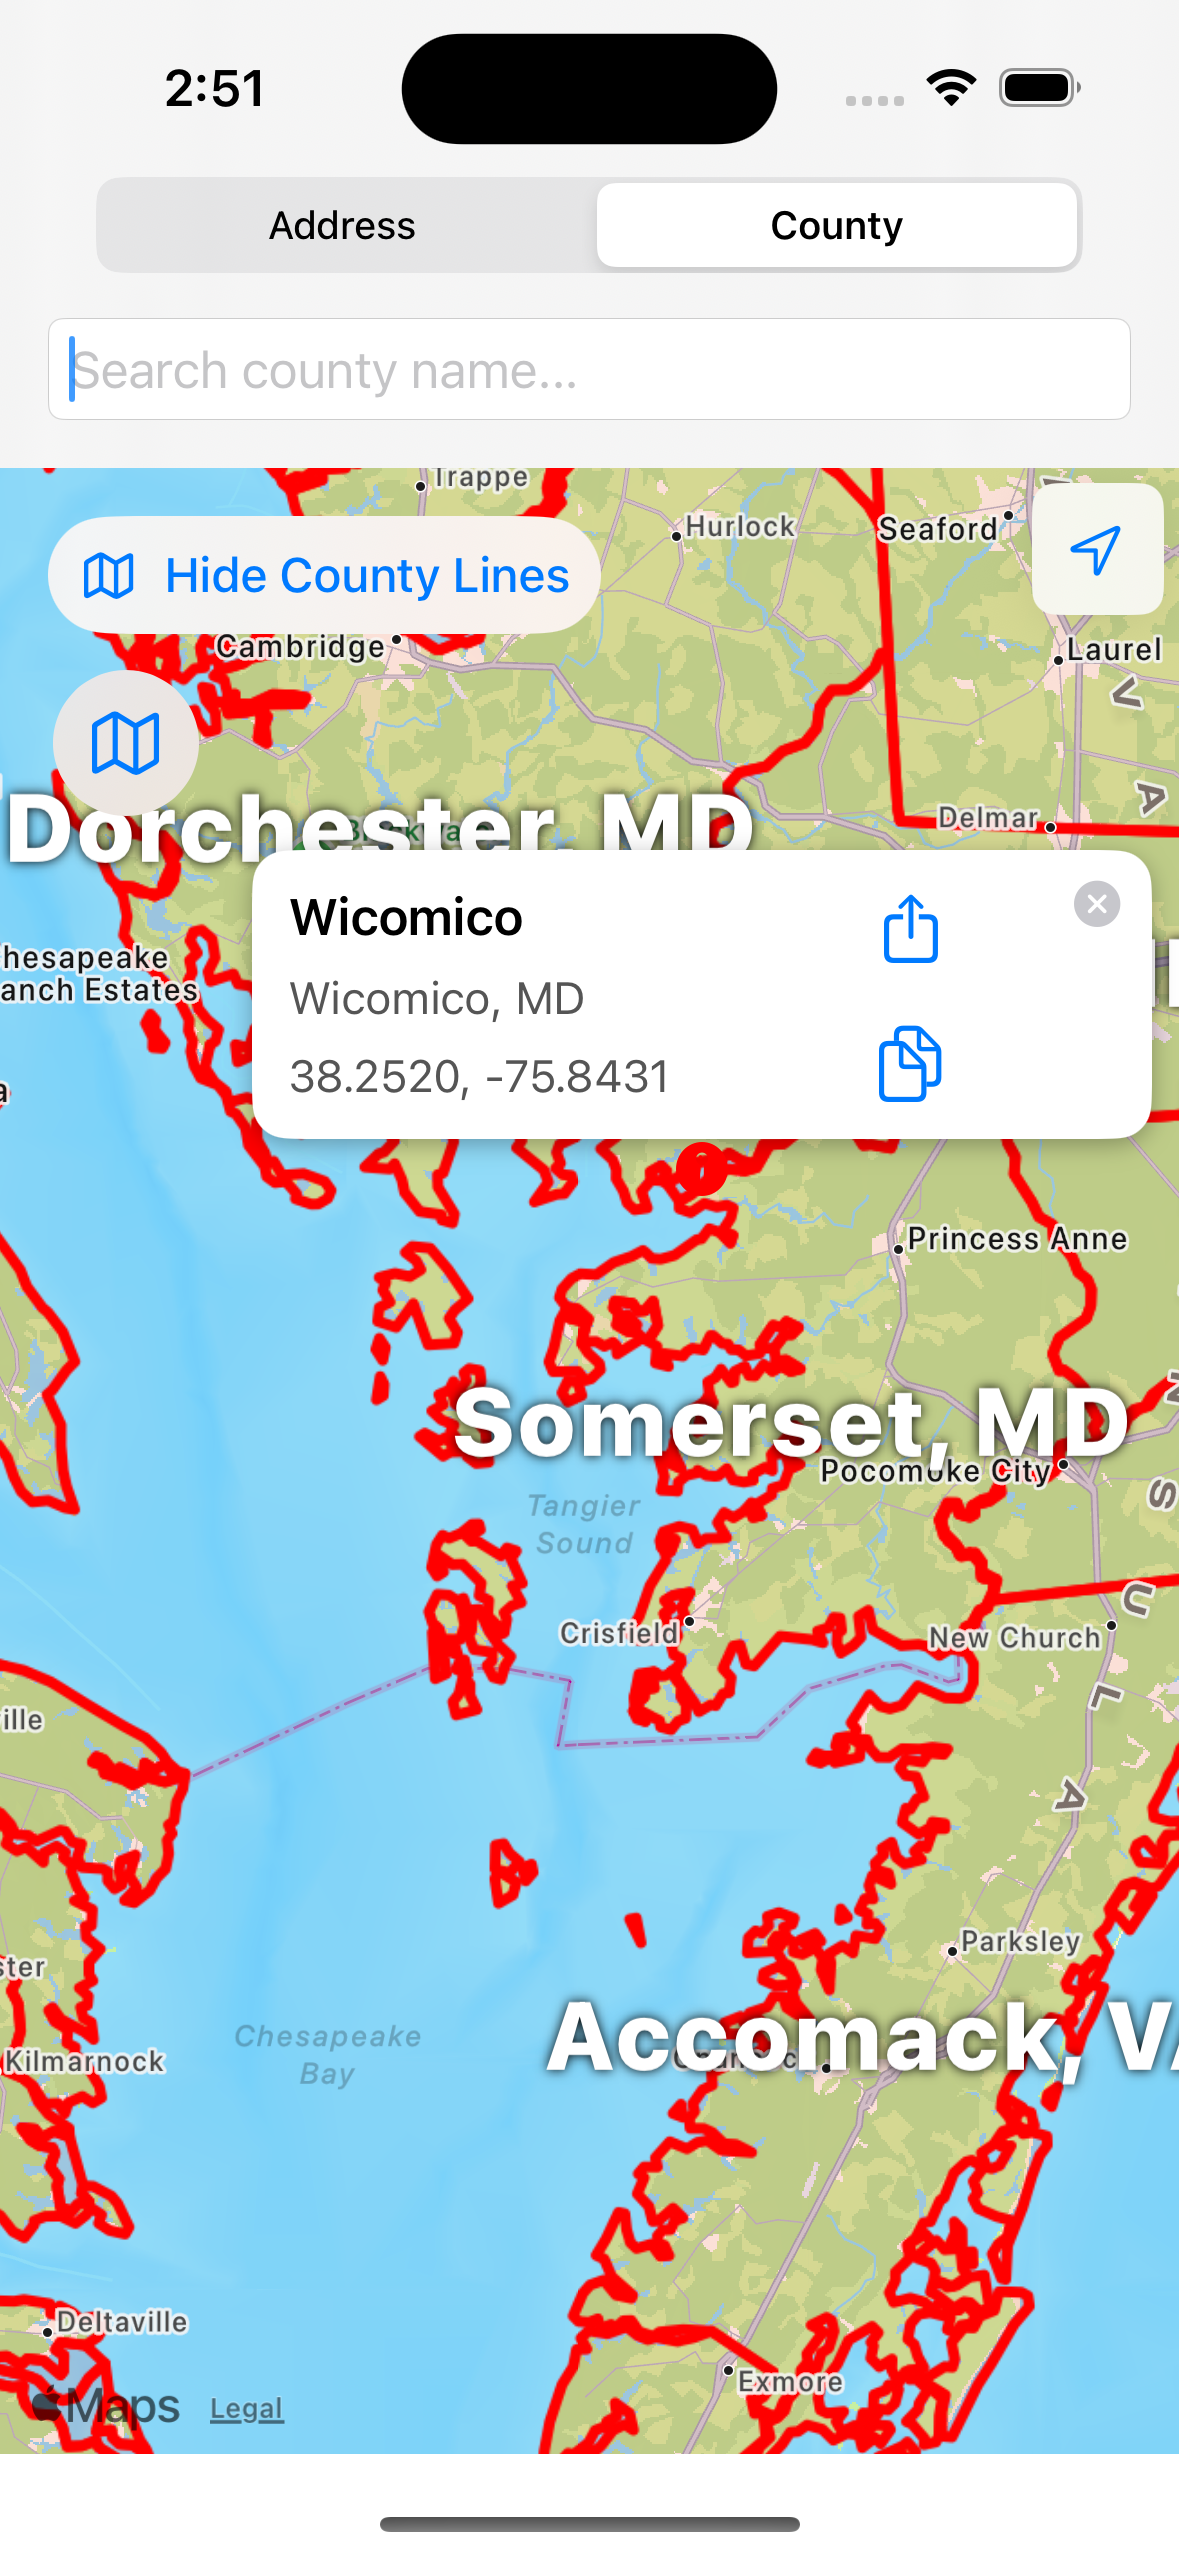 2:51
Address
County
Search county name...
Trappe
Hurlock
Seaford
Hide County Lines
Cambridge
Laurel
V
A
Delmar
Dorchester, MD
Wicomico
Wicomico, MD
38.2520, -75.8431
hesapeake
anch Estates
a
Princess Anne
Somerset, MD
Pocomoke City
N
S
Tangier
Sound
U
Crisfield
New Church
L
ille
A
Parksley
ster
Accomack, VA
Chesapeake
Bay
Kilmarnock
Deltaville
Exmore
Maps
Legal